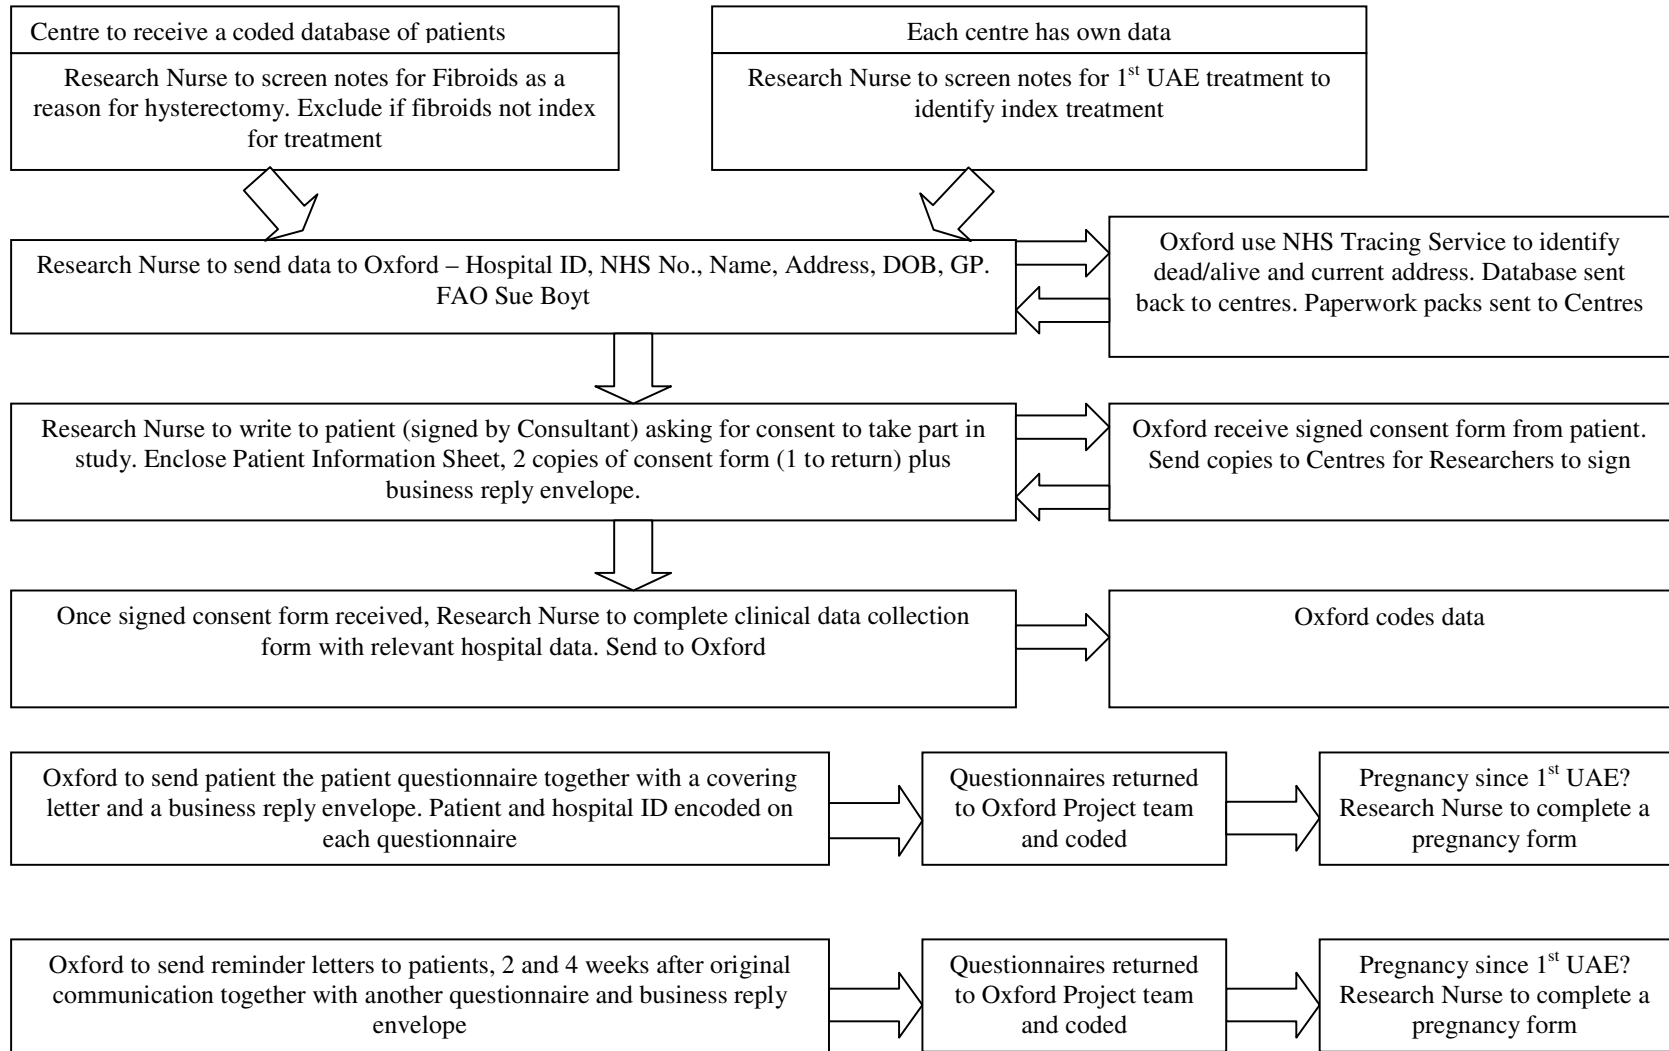 Centre to receive a coded database of patients
Research Nurse to screen notes for Fibroids as a
reason for hysterectomy. Exclude if fibroids not index
for treatment
Each centre has own data
Research Nurse to screen notes for 1st UAE treatment to
identify index treatment
Research Nurse to send data to Oxford – Hospital ID, NHS No., Name, Address, DOB, GP.
FAO Sue Boyt
Oxford use NHS Tracing Service to identify
dead/alive and current address. Database sent
back to centres. Paperwork packs sent to Centres
Research Nurse to write to patient (signed by Consultant) asking for consent to take part in
study. Enclose Patient Information Sheet, 2 copies of consent form (1 to return) plus
business reply envelope.
Oxford receive signed consent form from patient.
Send copies to Centres for Researchers to sign
Once signed consent form received, Research Nurse to complete clinical data collection
form with relevant hospital data. Send to Oxford
Oxford codes data
Oxford to send patient the patient questionnaire together with a covering
letter and a business reply envelope. Patient and hospital ID encoded on
each questionnaire
Questionnaires returned
to Oxford Project team
and coded
Pregnancy since 1st UAE?
Research Nurse to complete a
pregnancy form
Oxford to send reminder letters to patients, 2 and 4 weeks after original
communication together with another questionnaire and business reply
envelope
Questionnaires returned
to Oxford Project team
and coded
Pregnancy since 1st UAE?
Research Nurse to complete a
pregnancy form